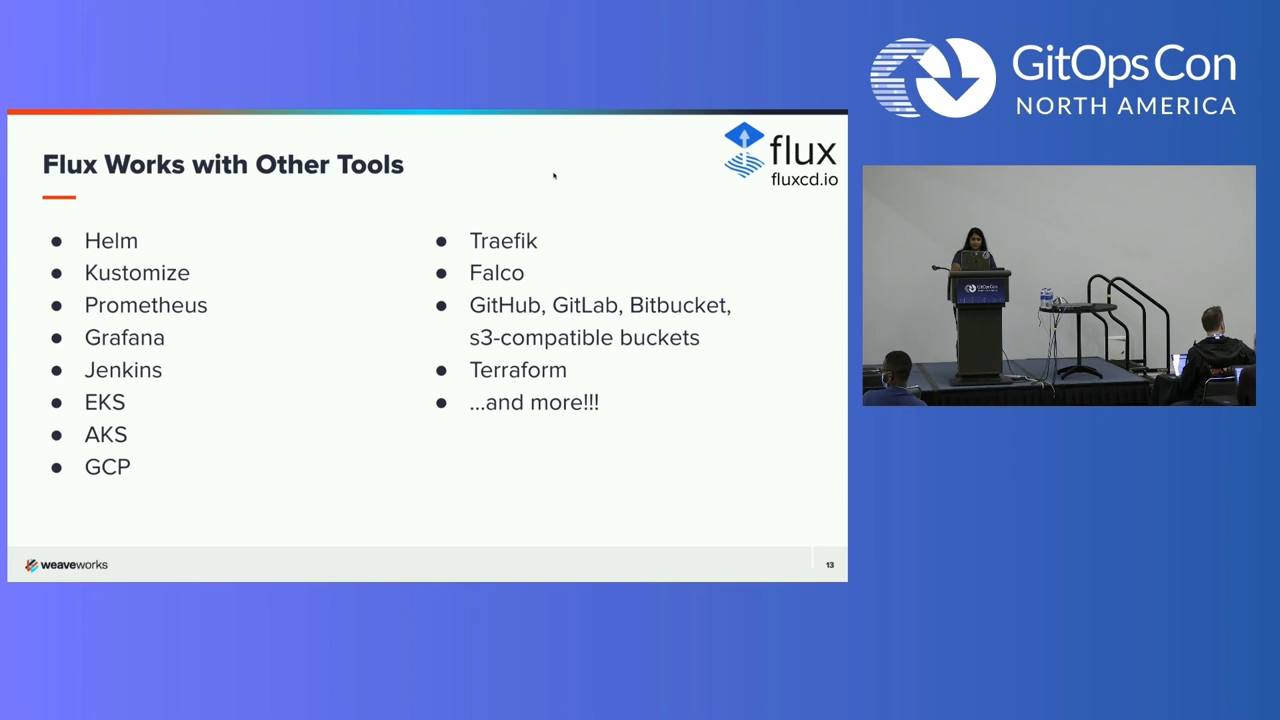 GitOpsCon
NORTH AMERICA
Flux Works with Other Tools
flux
fluxcd.io
● Helm
● Kustomize
● Prometheus
● Grafana
● Jenkins
● EKS
● AKS
● GCP
● Traefik
● Falco
● GitHub, GitLab, Bitbucket,
s3-compatible buckets
● Terraform
● ...and more!!!
weaveworks
13
GitOpsCon